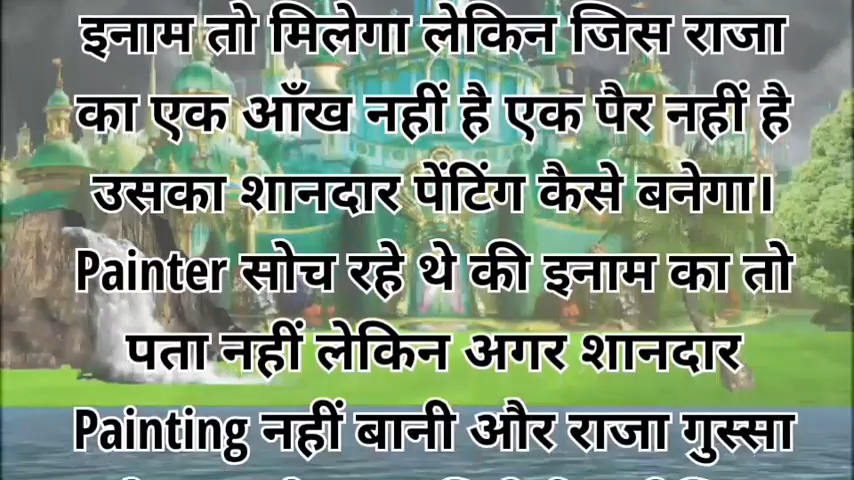 इनाम तो मिलेगा लेकिन जिस राजा
का एक आँख नहीं है एक पैर नहीं है
उसका शानदार पेंटिंग कैसे बनेगा।
Painter सोच रहे थे की इनाम का तो
पता नहीं लेकिन अगर शानदार
Painting नहीं बानी और राजा गुस्सा